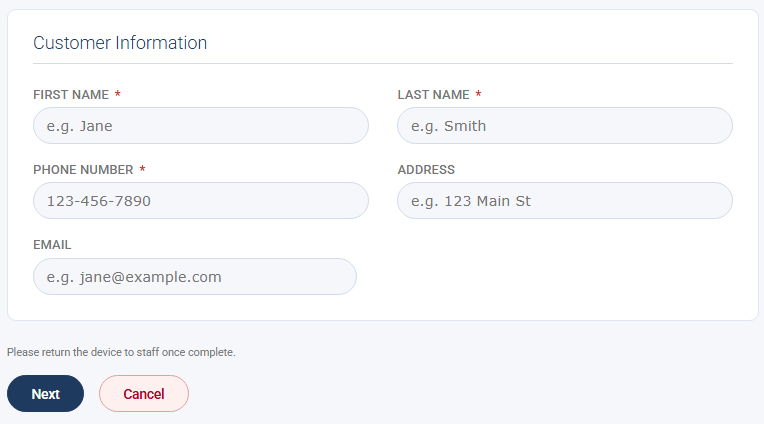 Customer Information
FIRST NAME *
LAST NAME *
e.g. Jane
e.g. Smith
PHONE NUMBER *
ADDRESS
123-456-7890
e.g. 123 Main St
EMAIL
e.g. jane@example.com
Please return the device to staff once complete.
Next
Cancel